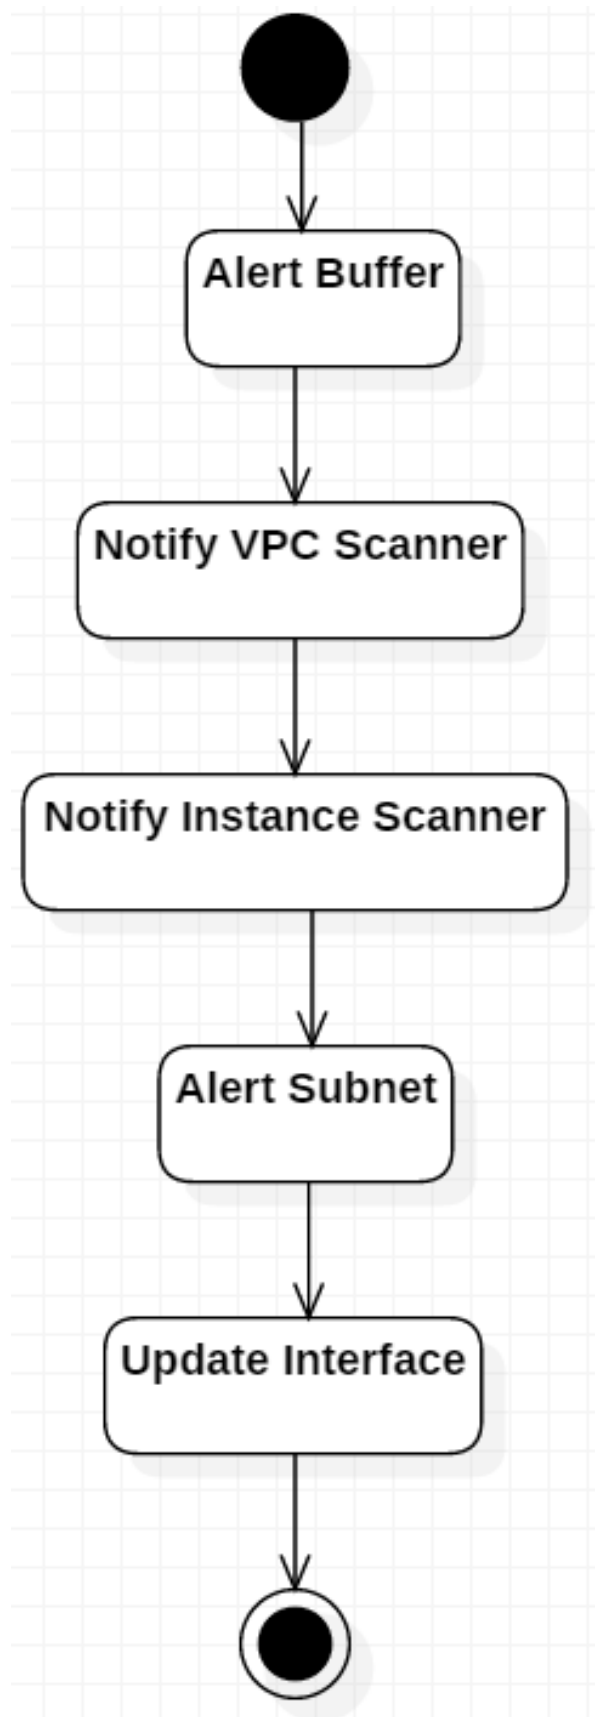 Alert Buffer
Notify VPC Scanner
Notify Instance Scanner
Alert Subnet
Update Interface